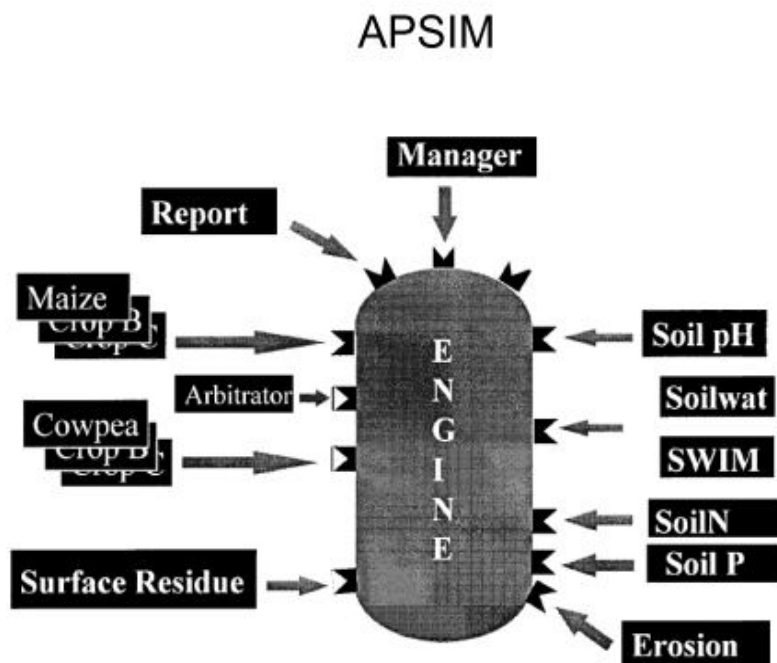 APSIM
Manager
Report
Maize
Crop B
Crop C
Arbitrator
Cowpea
Crop B
Crop C
Surface Residue
ENGINE
Soil pH
Soilwat
SWIM
SoilN
Soil P
Erosion